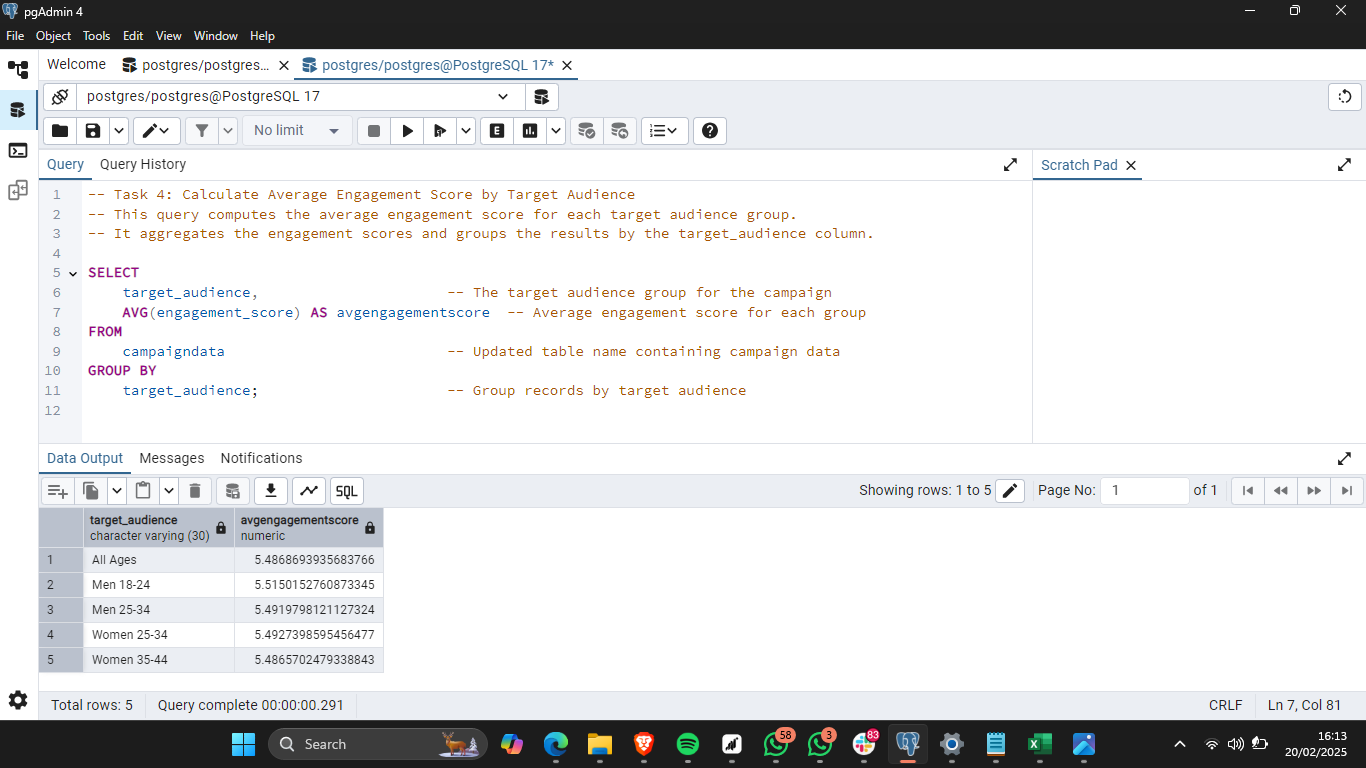 pgAdmin 4
File Object Tools Edit View Window Help
Welcome postgres/postgres... postgres/postgres@PostgreSQL 17*
postgres/postgres@PostgreSQL 17
No limit E
Query Query History Scratch Pad
1 -- Task 4: Calculate Average Engagement Score by Target Audience
2 -- This query computes the average engagement score for each target audience group.
3 -- It aggregates the engagement scores and groups the results by the target_audience column.
4
5 SELECT
6 target_audience, -- The target audience group for the campaign
7 AVG(engagement_score) AS avgengagementscore -- Average engagement score for each group
8 FROM
9 campaigndata -- Updated table name containing campaign data
10 GROUP BY
11 target_audience; -- Group records by target audience
12
Data Output Messages Notifications
SQL Showing rows: 1 to 5 Page No: 1 of 1
target_audience avgengagementscore
character varying (30) numeric
1 All Ages 5.4868693935683766
2 Men 18-24 5.5150152760873345
3 Men 25-34 5.4919798121127324
4 Women 25-34 5.4927398595456477
5 Women 35-44 5.4865702479338843
Total rows: 5 Query complete 00:00:00.291 CRLF Ln 7, Col 81
Search 58 3 83 16:13
20/02/2025